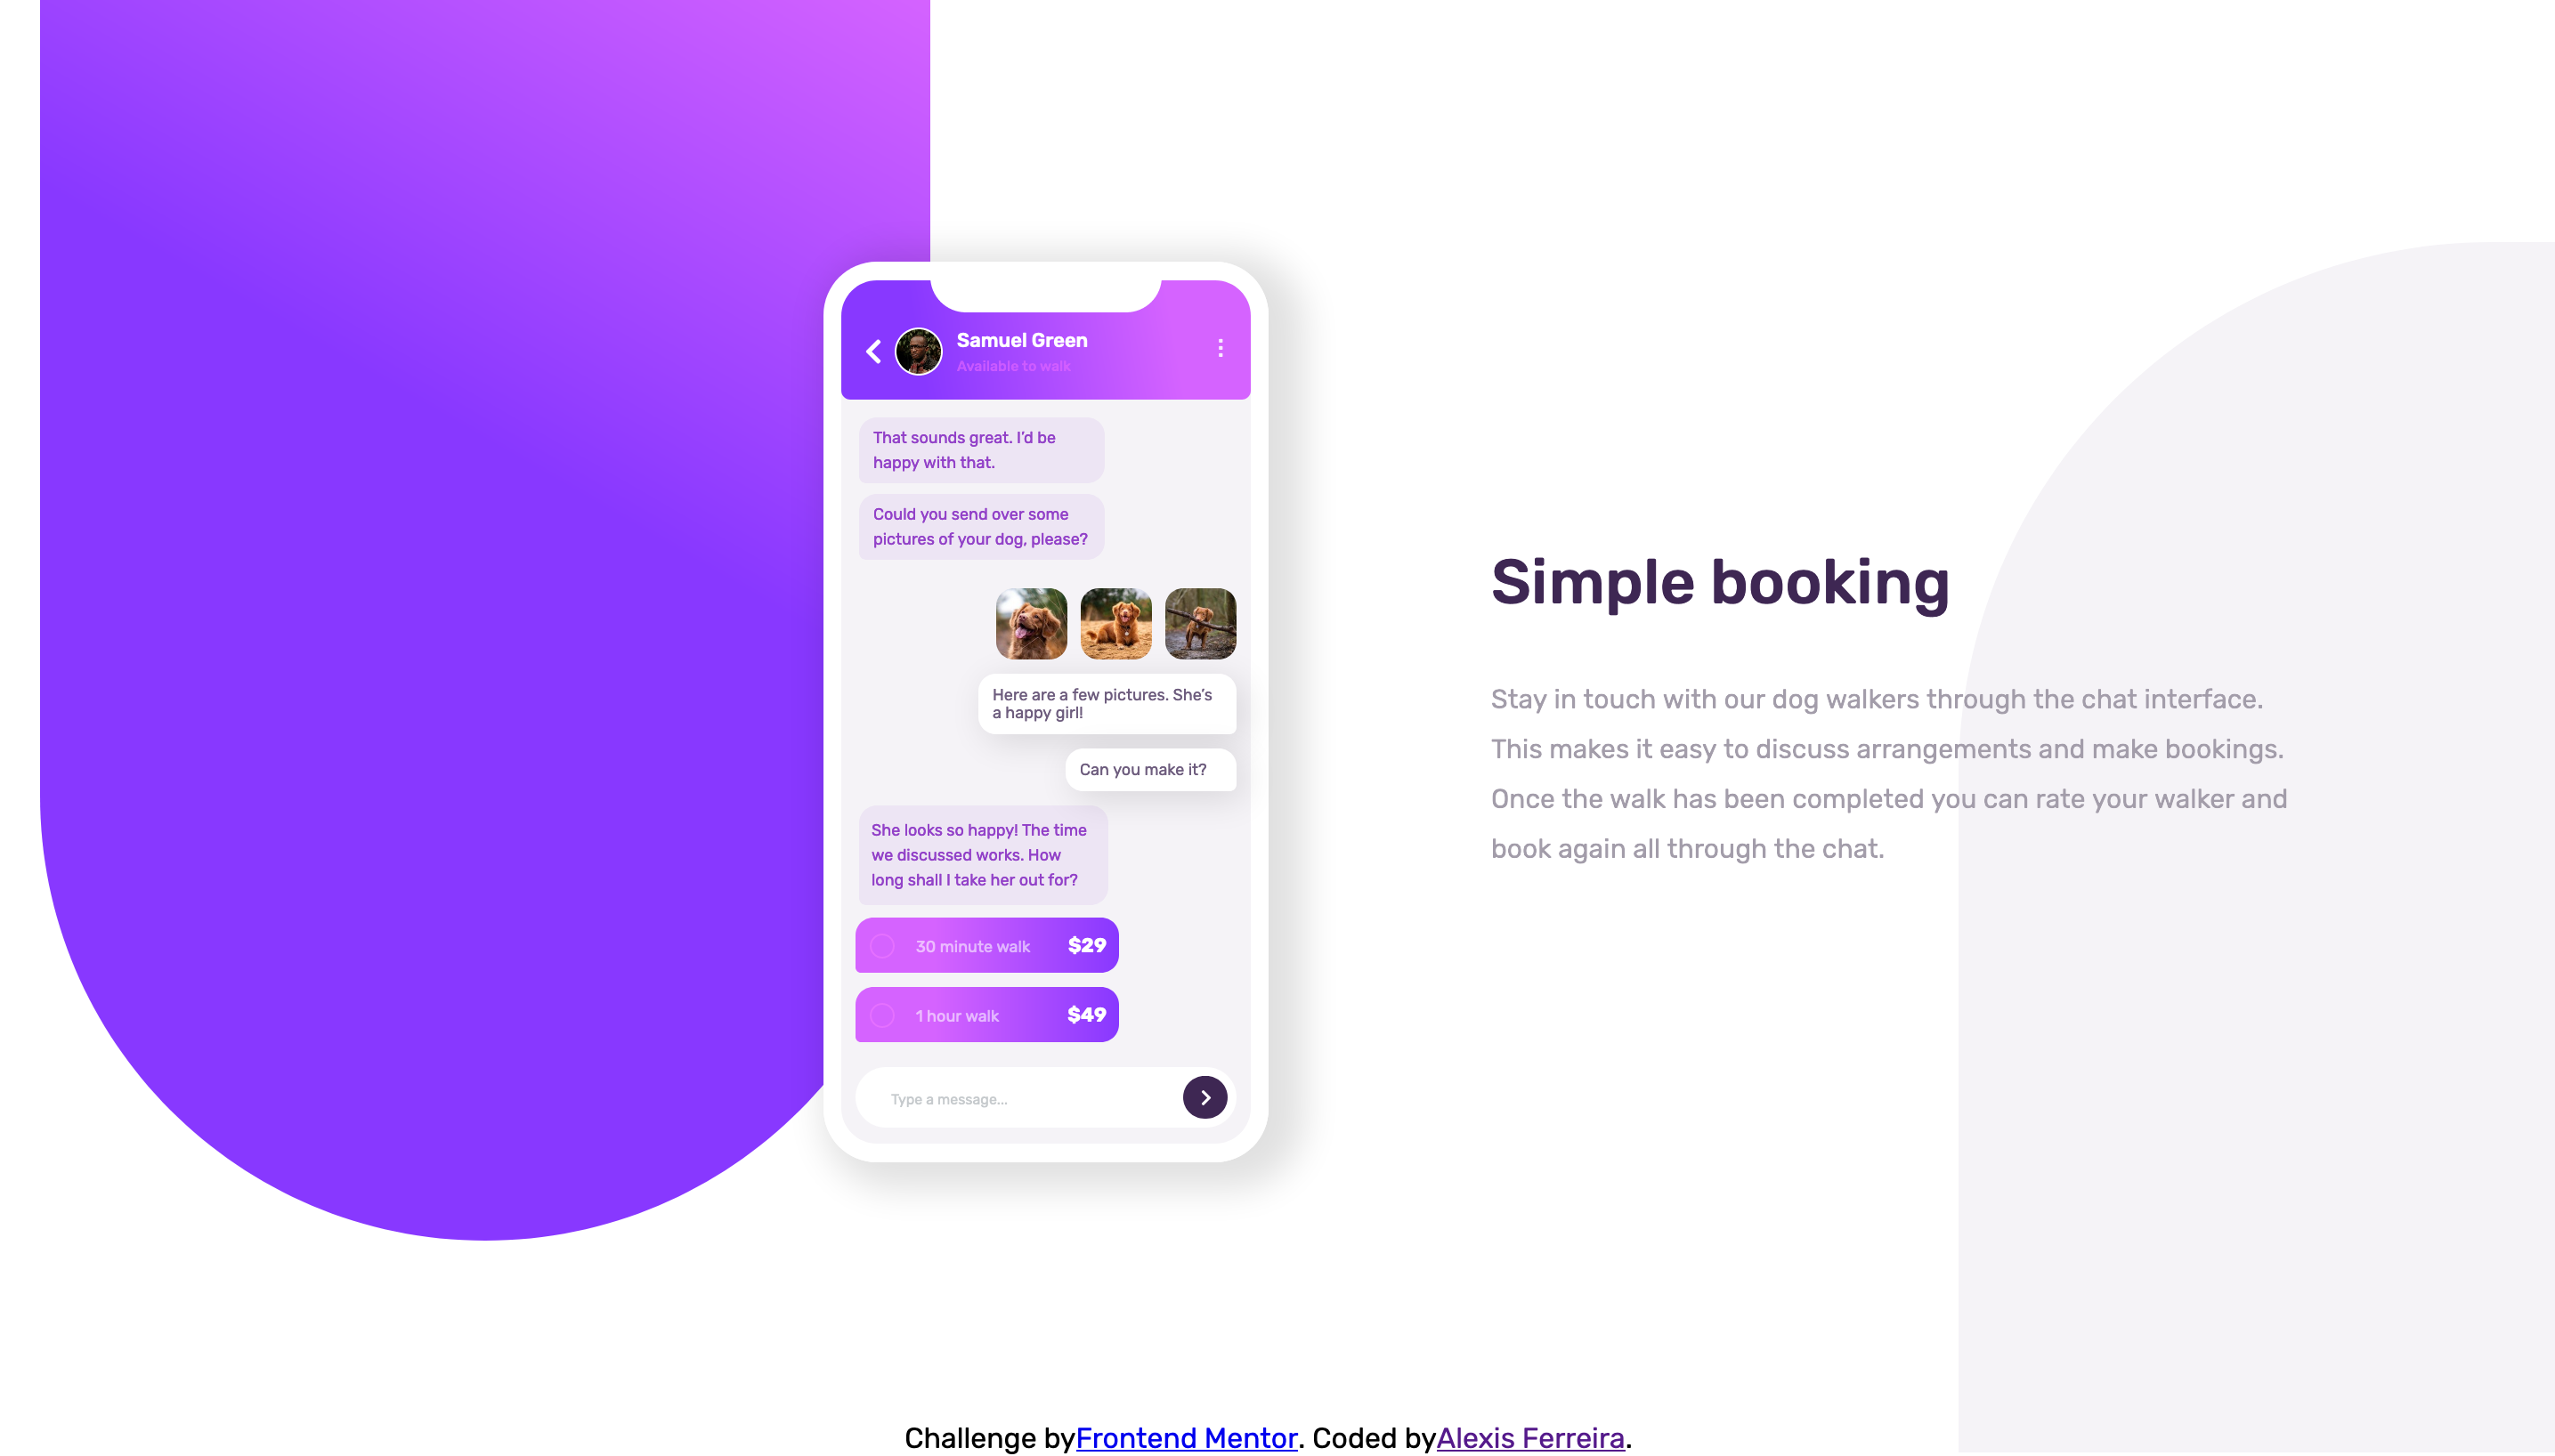 Samuel Green
Available to walk
That sounds great. I’d be
happy with that.
Could you send over some
pictures of your dog, please?
Here are a few pictures. She’s
a happy girl!
Can you make it?
She looks so happy! The time
we discussed works. How
long shall I take her out for?
30 minute walk $29
1 hour walk $49
Type a message...
Simple booking
Stay in touch with our dog walkers through the chat interface.
This makes it easy to discuss arrangements and make bookings.
Once the walk has been completed you can rate your walker and
book again all through the chat.
Challenge byFrontend Mentor. Coded byAlexis Ferreira.